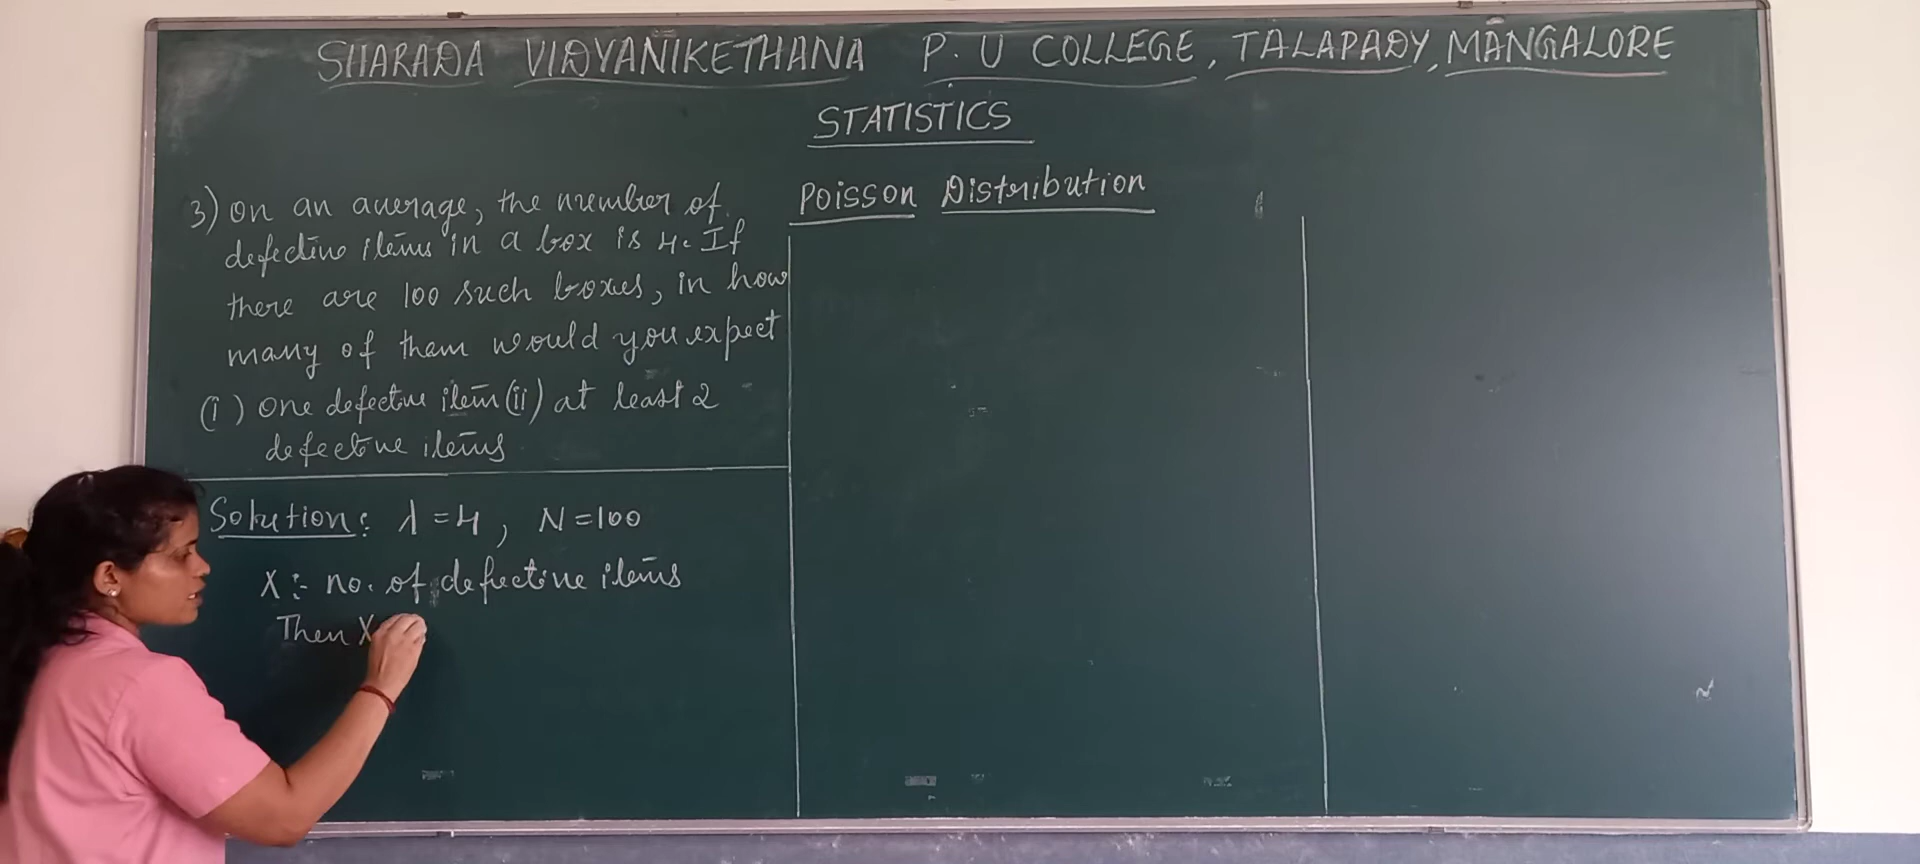 SHARADA VIDYANIKETHANA P. U COLLEGE, TALAPADY, MANGALORE
STATISTICS
Poisson Distribution
3) On an average, the number of
defective items in a box is 4. If
there are 100 such boxes, in how
many of them would you expect
(i) One defective item (ii) at least 2
defective items
Solution: λ = 4, N = 100
X :- no. of defective items
Then X